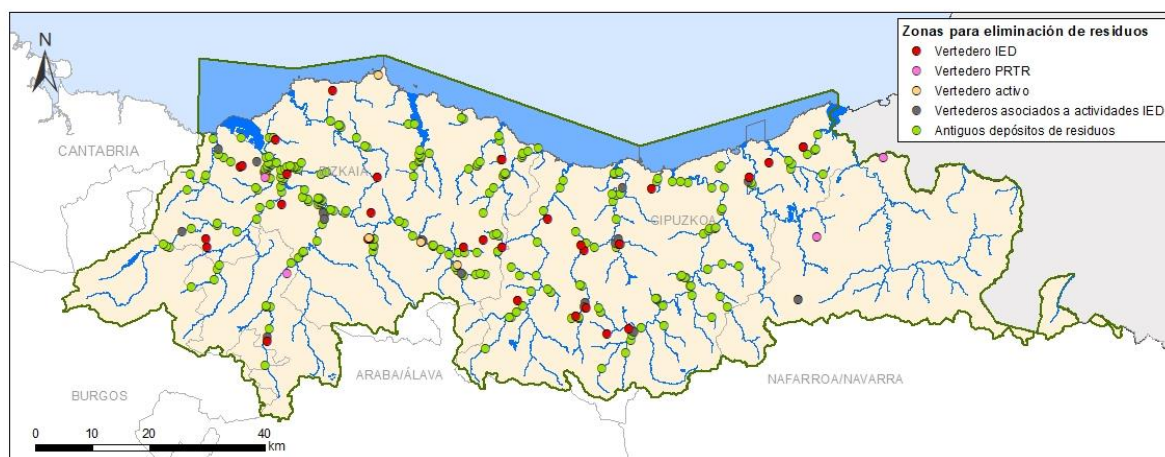 N
Zonas para eliminación de residuos
Vertedero IED
Vertedero PRTR
Vertedero activo
Vertederos asociados a actividades IED
Antiguos depósitos de residuos
CANTABRIA
BIZKAIA
GIPUZKOA
ARABA/ÁLAVA
NAFARROA/NAVARRA
BURGOS
0 10 20 40
km